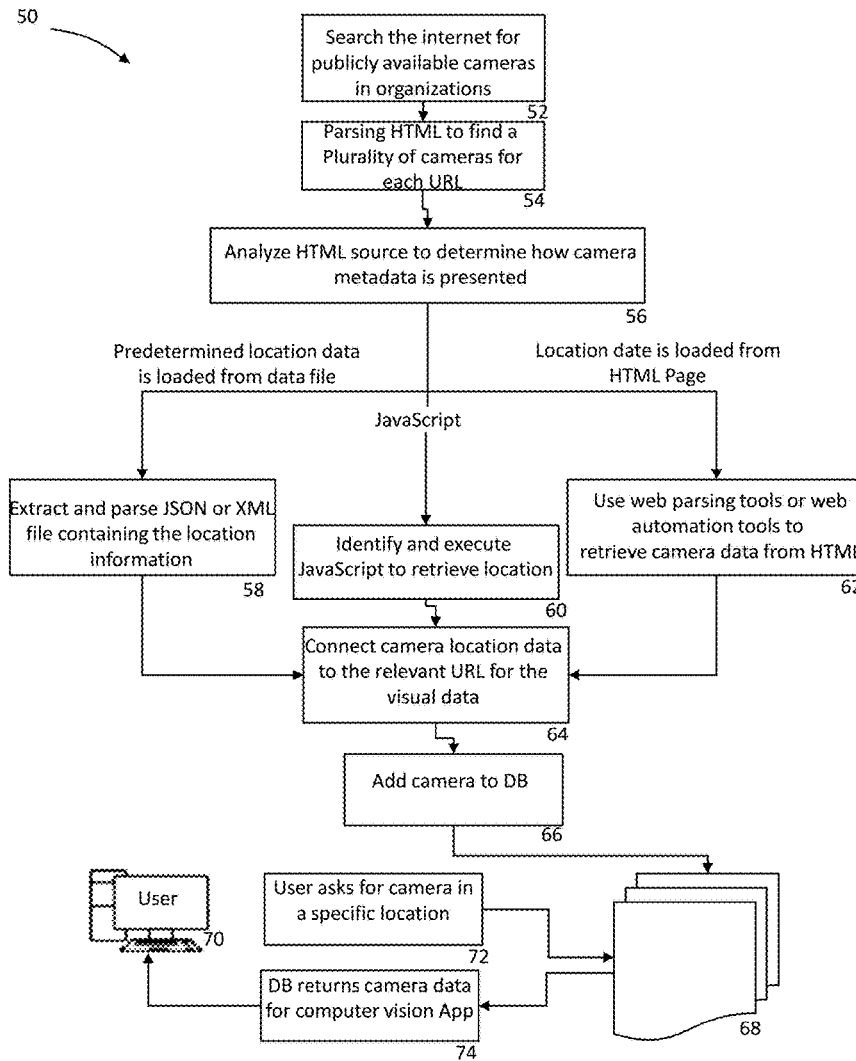 50
Search the internet for
publicly available cameras
in organizations
52
Parsing HTML to find a
Plurality of cameras for
each URL
54
Analyze HTML source to determine how camera
metadata is presented
56
Predetermined location data
is loaded from data file
JavaScript
Location date is loaded from
HTML Page
Extract and parse JSON or XML
file containing the location
information
58
Identify and execute
JavaScript to retrieve location
60
Use web parsing tools or web
automation tools to
retrieve camera data from HTML
62
Connect camera location data
to the relevant URL for the
visual data
64
Add camera to DB
66
User
70
User asks for camera in
a specific location
72
DB returns camera data
for computer vision App
74
68